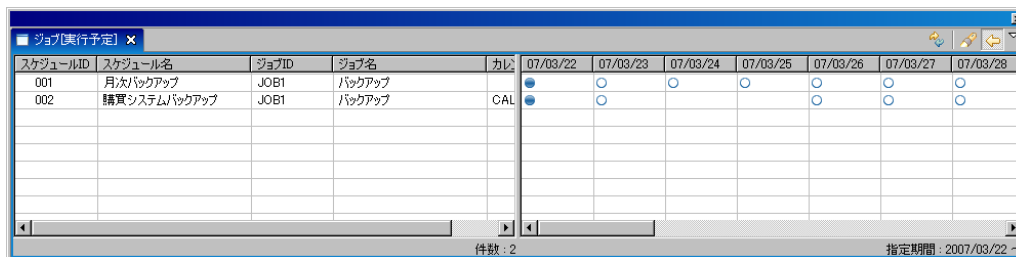 ジョブ[実行予定]
スケジュールID スケジュール名 ジョブID ジョブ名 カレン 07/03/22 07/03/23 07/03/24 07/03/25 07/03/26 07/03/27 07/03/28
001 月次バックアップ JOB1 バックアップ
002 購買システムバックアップ JOB1 バックアップ CAL
件数 : 2 指定期間 : 2007/03/22 ~